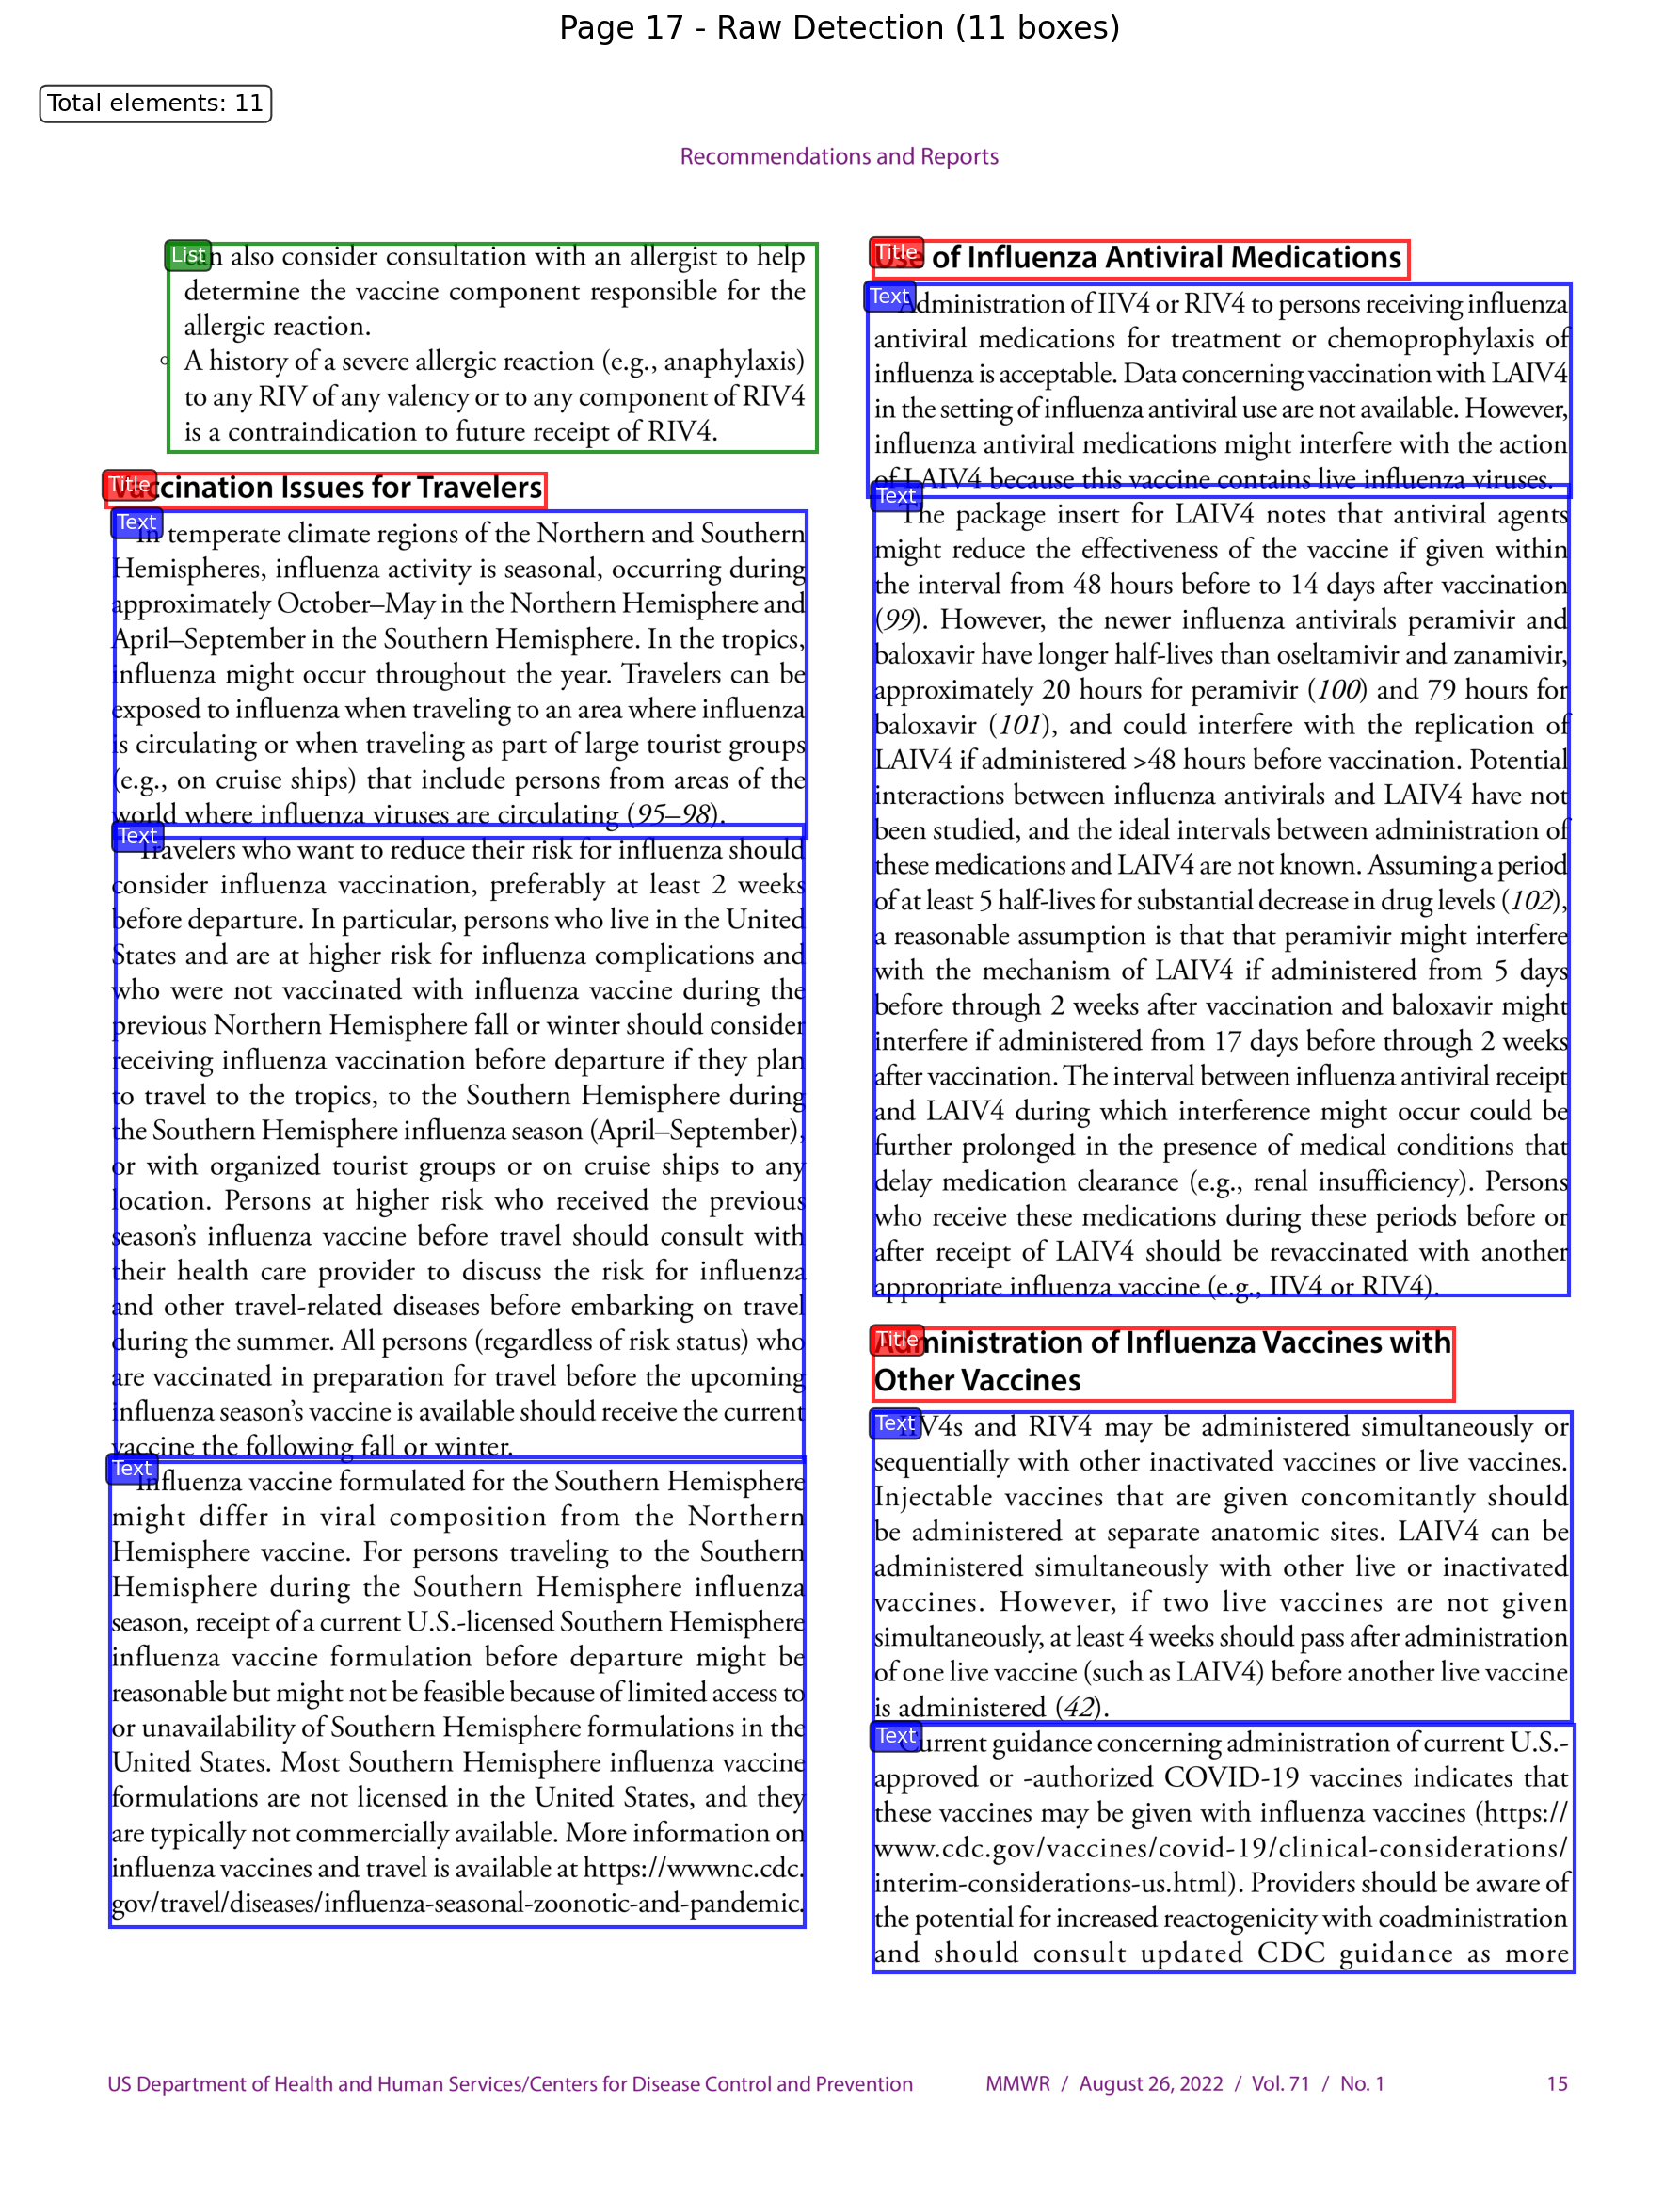 Page 17 - Raw Detection (11 boxes)
Total elements: 11
Recommendations and Reports
List
can also consider consultation with an allergist to help
determine the vaccine component responsible for the
allergic reaction.
○ A history of a severe allergic reaction (e.g., anaphylaxis)
to any RIV of any valency or to any component of RIV4
is a contraindication to future receipt of RIV4.
Title
Vaccination Issues for Travelers
Text
In temperate climate regions of the Northern and Southern
Hemispheres, influenza activity is seasonal, occurring during
approximately October–May in the Northern Hemisphere and
April–September in the Southern Hemisphere. In the tropics,
influenza might occur throughout the year. Travelers can be
exposed to influenza when traveling to an area where influenza
is circulating or when traveling as part of large tourist groups
(e.g., on cruise ships) that include persons from areas of the
world where influenza viruses are circulating (95–98).
Text
Travelers who want to reduce their risk for influenza should
consider influenza vaccination, preferably at least 2 weeks
before departure. In particular, persons who live in the United
States and are at higher risk for influenza complications and
who were not vaccinated with influenza vaccine during the
previous Northern Hemisphere fall or winter should consider
receiving influenza vaccination before departure if they plan
to travel to the tropics, to the Southern Hemisphere during
the Southern Hemisphere influenza season (April–September),
or with organized tourist groups or on cruise ships to any
location. Persons at higher risk who received the previous
season’s influenza vaccine before travel should consult with
their health care provider to discuss the risk for influenza
and other travel-related diseases before embarking on travel
during the summer. All persons (regardless of risk status) who
are vaccinated in preparation for travel before the upcoming
influenza season’s vaccine is available should receive the current
vaccine the following fall or winter.
Text
Influenza vaccine formulated for the Southern Hemisphere
might differ in viral composition from the Northern
Hemisphere vaccine. For persons traveling to the Southern
Hemisphere during the Southern Hemisphere influenza
season, receipt of a current U.S.-licensed Southern Hemisphere
influenza vaccine formulation before departure might be
reasonable but might not be feasible because of limited access to
or unavailability of Southern Hemisphere formulations in the
United States. Most Southern Hemisphere influenza vaccine
formulations are not licensed in the United States, and they
are typically not commercially available. More information on
influenza vaccines and travel is available at https://wwwnc.cdc.
gov/travel/diseases/influenza-seasonal-zoonotic-and-pandemic.
Title
Use of Influenza Antiviral Medications
Text
Administration of IIV4 or RIV4 to persons receiving influenza
antiviral medications for treatment or chemoprophylaxis of
influenza is acceptable. Data concerning vaccination with LAIV4
in the setting of influenza antiviral use are not available. However,
influenza antiviral medications might interfere with the action
of LAIV4 because this vaccine contains live influenza viruses.
Text
The package insert for LAIV4 notes that antiviral agents
might reduce the effectiveness of the vaccine if given within
the interval from 48 hours before to 14 days after vaccination
(99). However, the newer influenza antivirals peramivir and
baloxavir have longer half-lives than oseltamivir and zanamivir,
approximately 20 hours for peramivir (100) and 79 hours for
baloxavir (101), and could interfere with the replication of
LAIV4 if administered >48 hours before vaccination. Potential
interactions between influenza antivirals and LAIV4 have not
been studied, and the ideal intervals between administration of
these medications and LAIV4 are not known. Assuming a period
of at least 5 half-lives for substantial decrease in drug levels (102),
a reasonable assumption is that that peramivir might interfere
with the mechanism of LAIV4 if administered from 5 days
before through 2 weeks after vaccination and baloxavir might
interfere if administered from 17 days before through 2 weeks
after vaccination. The interval between influenza antiviral receipt
and LAIV4 during which interference might occur could be
further prolonged in the presence of medical conditions that
delay medication clearance (e.g., renal insufficiency). Persons
who receive these medications during these periods before or
after receipt of LAIV4 should be revaccinated with another
appropriate influenza vaccine (e.g., IIV4 or RIV4).
Title
Administration of Influenza Vaccines with
Other Vaccines
Text
IIV4s and RIV4 may be administered simultaneously or
sequentially with other inactivated vaccines or live vaccines.
Injectable vaccines that are given concomitantly should
be administered at separate anatomic sites. LAIV4 can be
administered simultaneously with other live or inactivated
vaccines. However, if two live vaccines are not given
simultaneously, at least 4 weeks should pass after administration
of one live vaccine (such as LAIV4) before another live vaccine
is administered (42).
Text
Current guidance concerning administration of current U.S.-
approved or -authorized COVID-19 vaccines indicates that
these vaccines may be given with influenza vaccines (https://
www.cdc.gov/vaccines/covid-19/clinical-considerations/
interim-considerations-us.html). Providers should be aware of
the potential for increased reactogenicity with coadministration
and should consult updated CDC guidance as more
US Department of Health and Human Services/Centers for Disease Control and Prevention MMWR / August 26, 2022 / Vol. 71 / No. 1 15